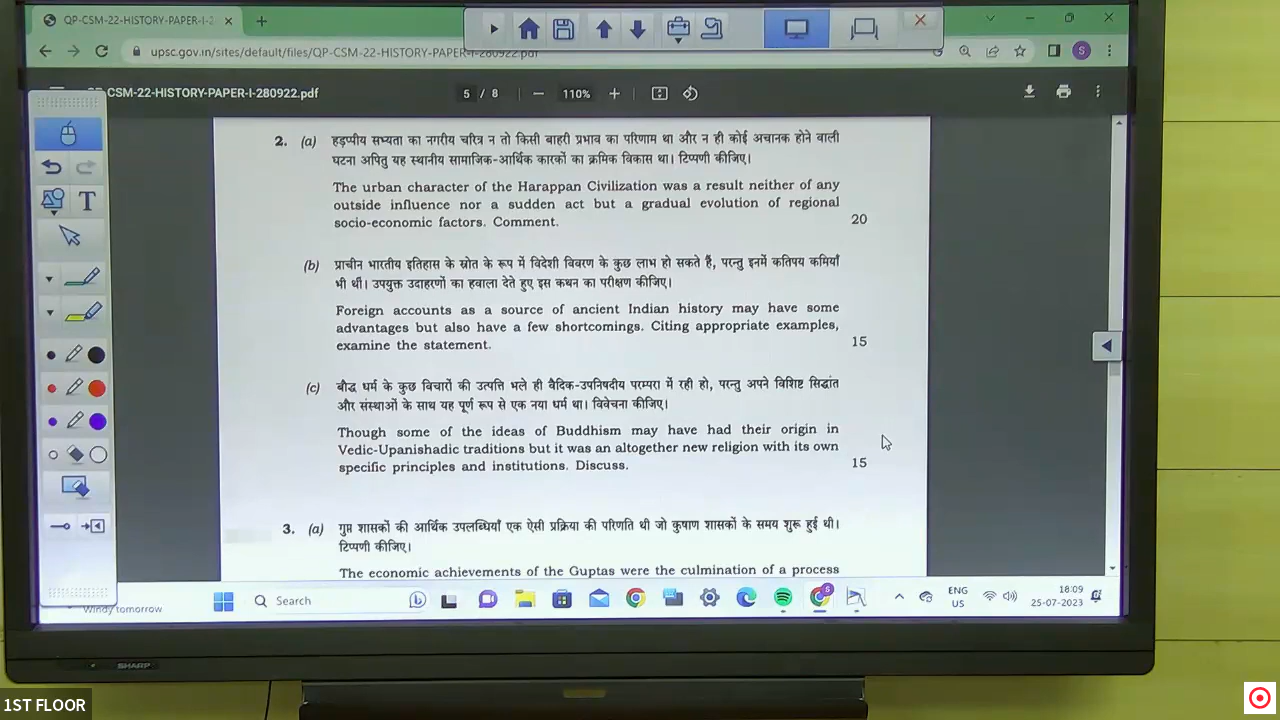 QP-CSM-22-HISTORY-PAPER-I-2
upsc.gov.in/sites/default/files/QP-CSM-22-HISTORY-PAPER-I-280922.pdf
S
CSM-22-HISTORY-PAPER-I-280922.pdf
5 / 8
110%
T
2. (a) हड़प्पीय सभ्यता का नगरीय चरित्र न तो किसी बाहरी प्रभाव का परिणाम था और न ही कोई अचानक होने वाली
घटना अपितु यह स्थानीय सामाजिक-आर्थिक कारकों का क्रमिक विकास था। टिप्पणी कीजिए।
The urban character of the Harappan Civilization was a result neither of any
outside influence nor a sudden act but a gradual evolution of regional
socio-economic factors. Comment. 20
(b) प्राचीन भारतीय इतिहास के स्रोत के रूप में विदेशी विवरण के कुछ लाभ हो सकते हैं, परन्तु इनमें कतिपय कमियाँ
भी थीं। उपयुक्त उदाहरणों का हवाला देते हुए इस कथन का परीक्षण कीजिए।
Foreign accounts as a source of ancient Indian history may have some
advantages but also have a few shortcomings. Citing appropriate examples,
examine the statement. 15
(c) बौद्ध धर्म के कुछ विचारों की उत्पत्ति भले ही वैदिक-उपनिषदीय परम्परा में रही हो, परन्तु अपने विशिष्ट सिद्धांत
और संस्थाओं के साथ यह पूर्ण रूप से एक नया धर्म था। विवेचना कीजिए।
Though some of the ideas of Buddhism may have had their origin in
Vedic-Upanishadic traditions but it was an altogether new religion with its own
specific principles and institutions. Discuss. 15
3. (a) गुप्त शासकों की आर्थिक उपलब्धियाँ एक ऐसी प्रक्रिया की परिणति थी जो कुषाण शासकों के समय शुरू हुई थी।
टिप्पणी कीजिए।
The economic achievements of the Guptas were the culmination of a process
Windy tomorrow
Search
ENG
US
18:09
25-07-2023
SHARP
1ST FLOOR